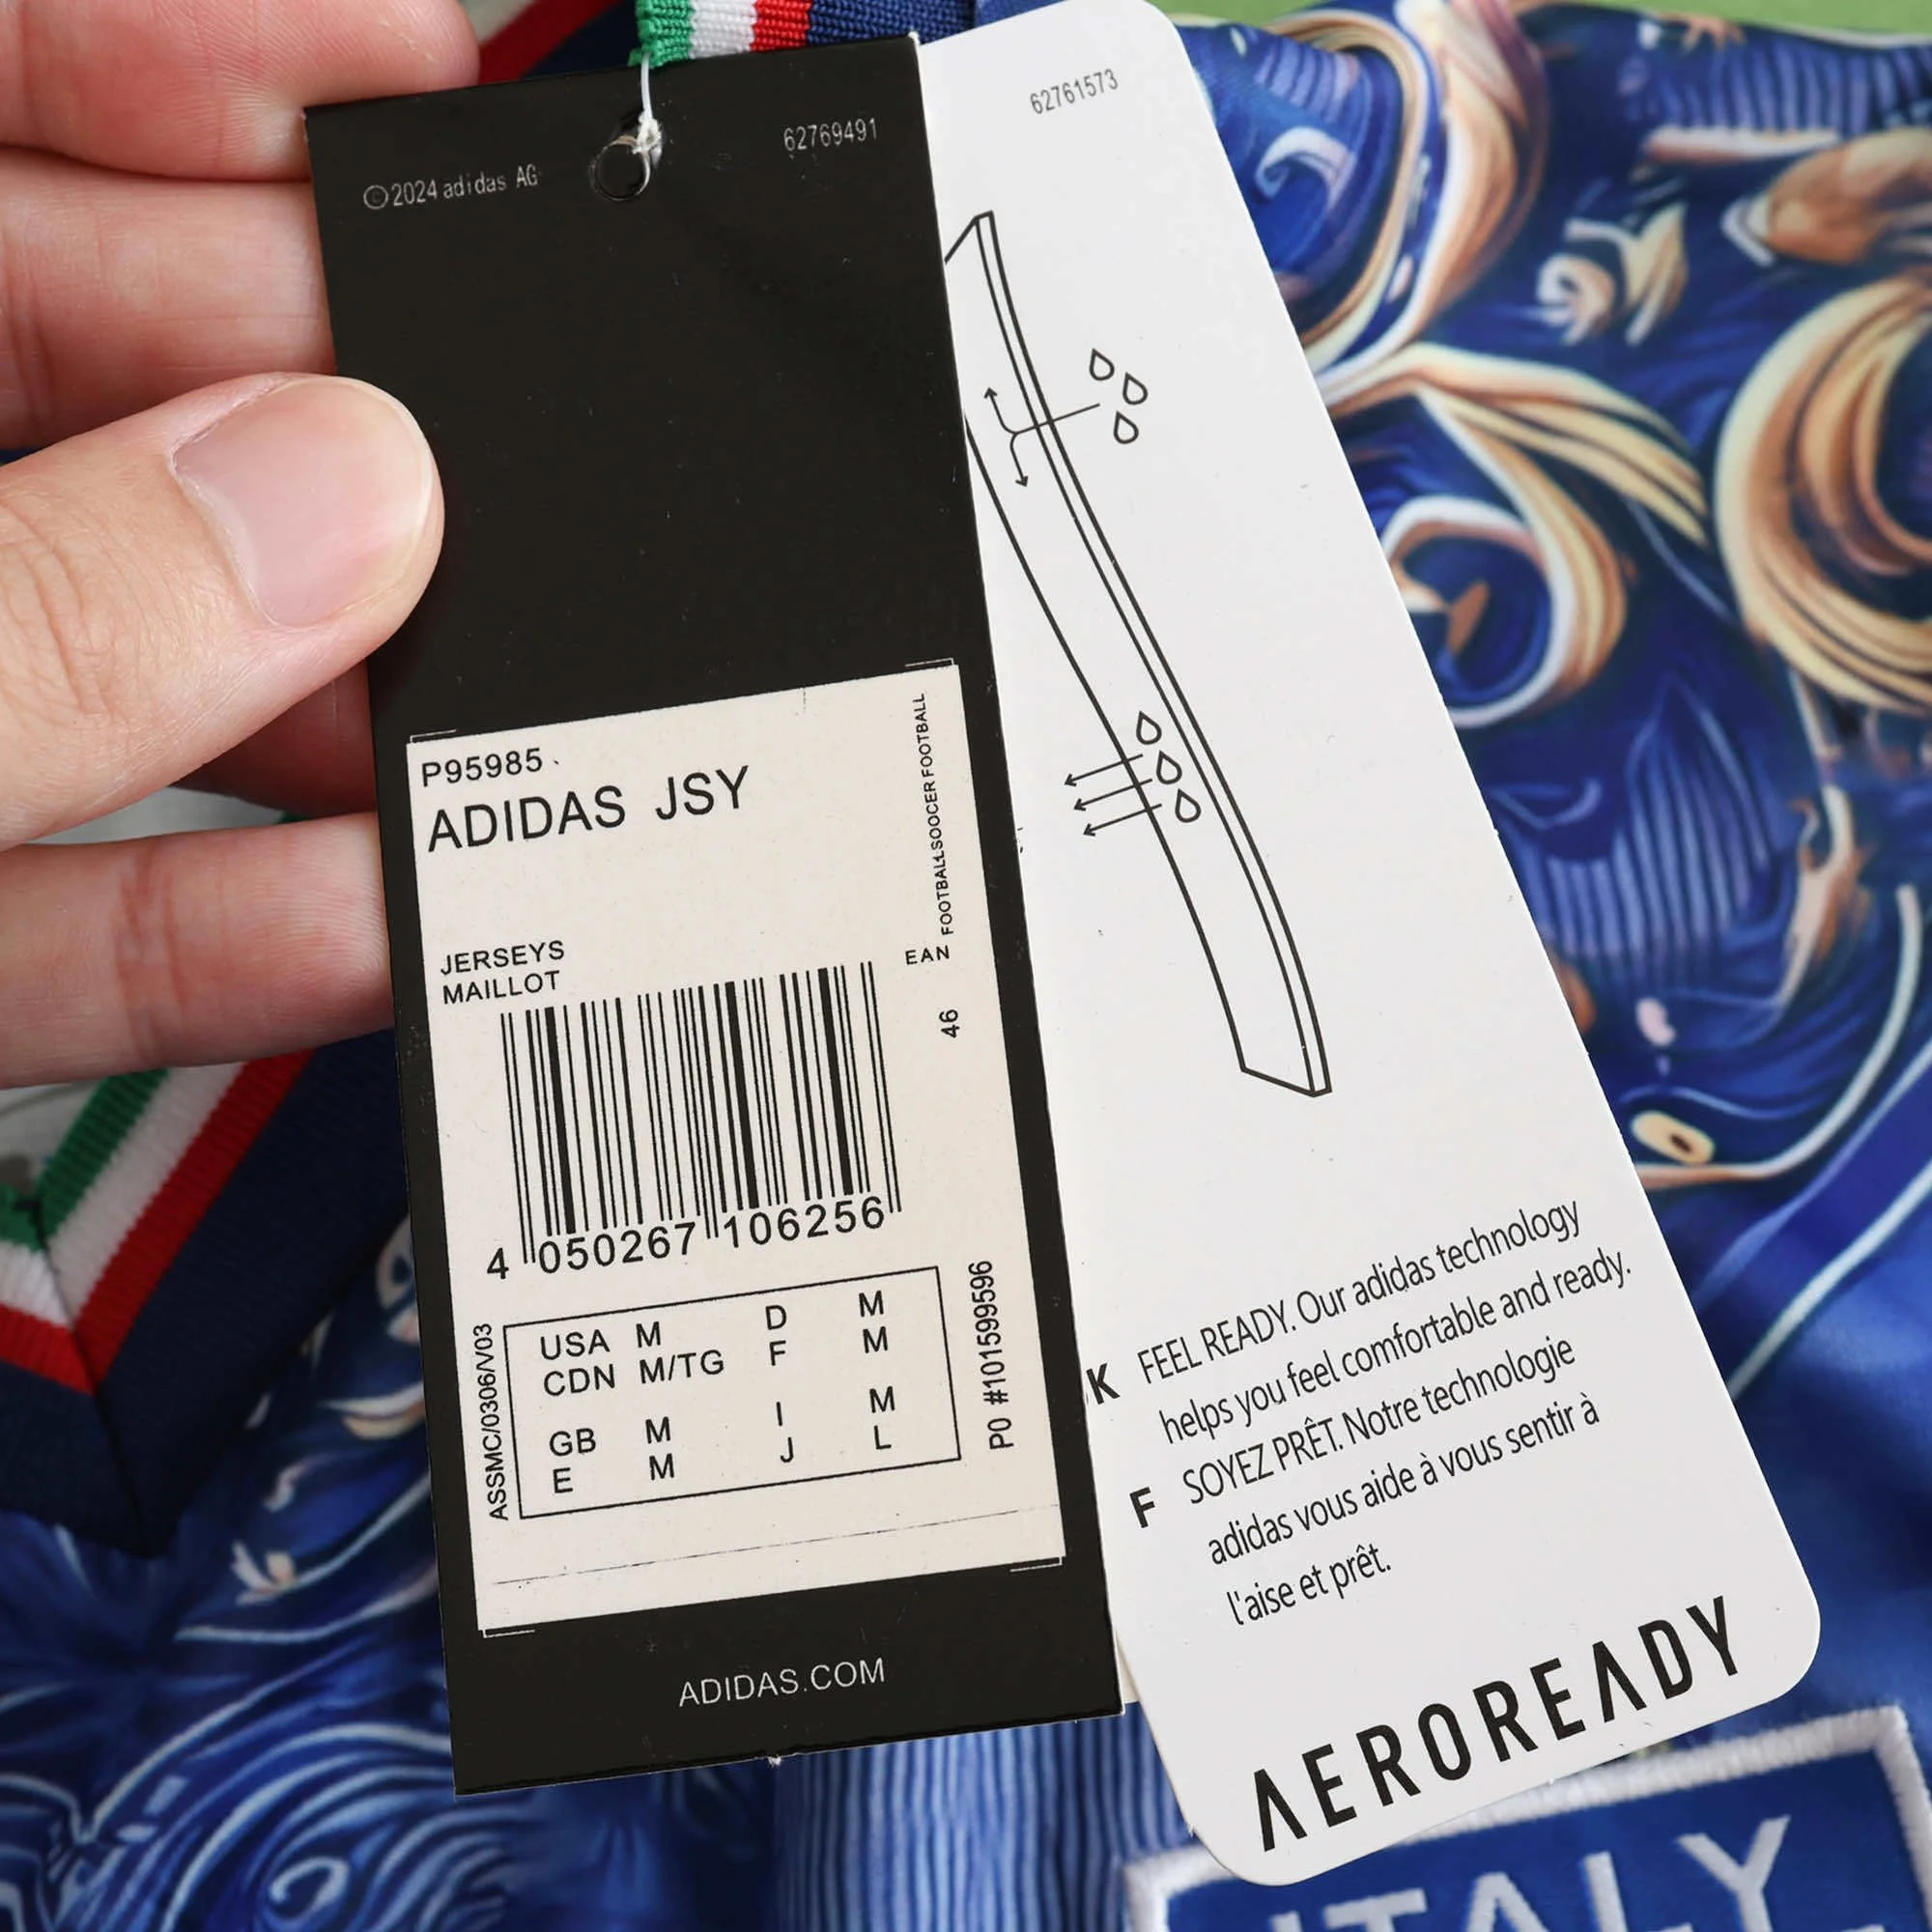 ©2024 adidas AG
62769491
62761573
P95985
ADIDAS JSY
FOOTBALLSOOCER FOOTBALL
JERSEYS
MAILLOT
EAN
46
4 050267 106256
ASSMC/0306/V03
USA M D M
CDN M/TG F M
GB M I M
E M J L
PO #101599596
ADIDAS.COM
K FEEL READY. Our adidas technology
helps you feel comfortable and ready.
F SOYEZ PRÊT. Notre technologie
adidas vous aide à vous sentir à
l'aise et prêt.
AEROREADY
ITALY